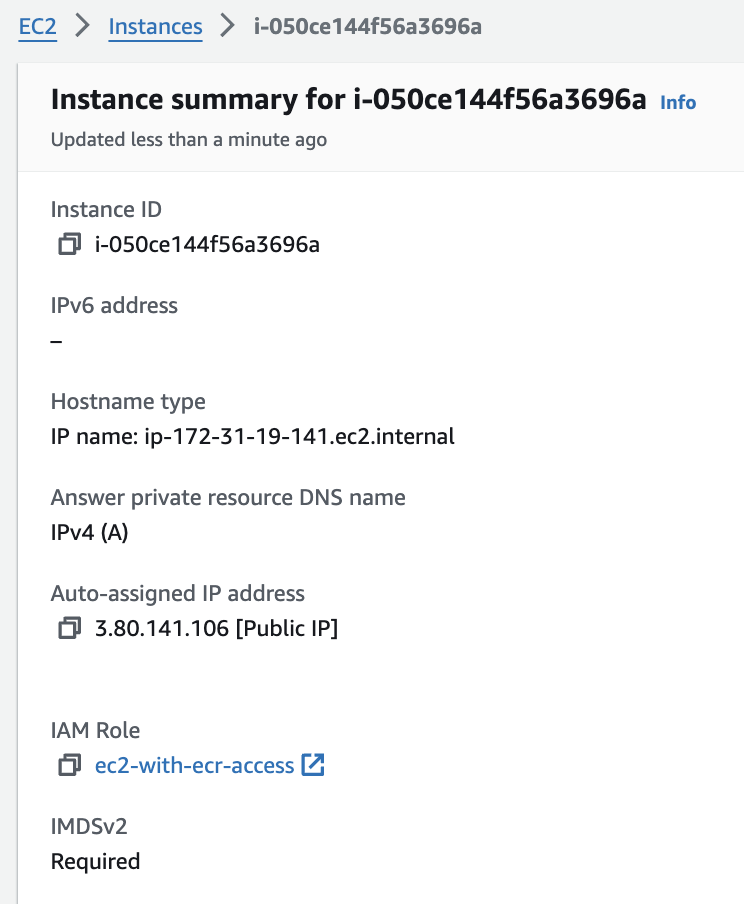 EC2 > Instances > i-050ce144f56a3696a
Instance summary for i-050ce144f56a3696a Info
Updated less than a minute ago
Instance ID
i-050ce144f56a3696a
IPv6 address
–
Hostname type
IP name: ip-172-31-19-141.ec2.internal
Answer private resource DNS name
IPv4 (A)
Auto-assigned IP address
3.80.141.106 [Public IP]
IAM Role
ec2-with-ecr-access
IMDSv2
Required